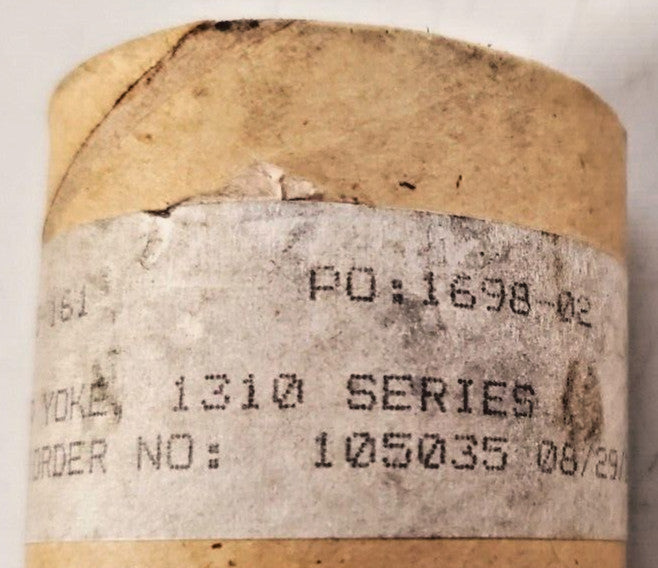 161 PO:1698-02
YOKE, 1310 SERIES
ORDER NO: 105035 08/29/